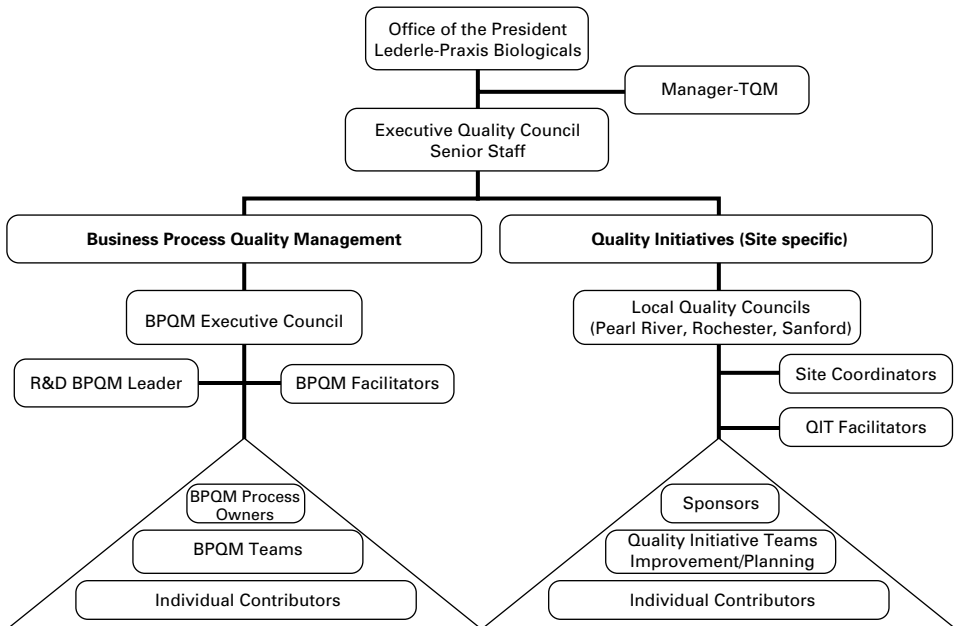 Office of the President
Lederle-Praxis Biologicals
Manager-TQM
Executive Quality Council
Senior Staff
Business Process Quality Management
Quality Initiatives (Site specific)
BPQM Executive Council
Local Quality Councils
(Pearl River, Rochester, Sanford)
R&D BPQM Leader
BPQM Facilitators
Site Coordinators
QIT Facilitators
BPQM Process
Owners
Sponsors
BPQM Teams
Quality Initiative Teams
Improvement/Planning
Individual Contributors
Individual Contributors